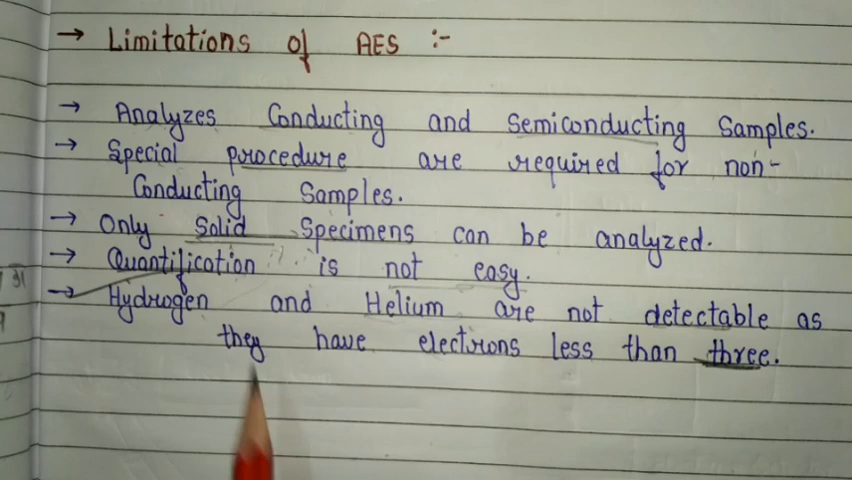 → Limitations of AES :-
→ Analyzes Conducting and Semiconducting Samples.
→ Special procedure are required for non-
Conducting Samples.
→ Only Solid Specimens can be analyzed.
→ Quantification is not easy.
→ Hydrogen and Helium are not detectable as
they have electrons less than three.